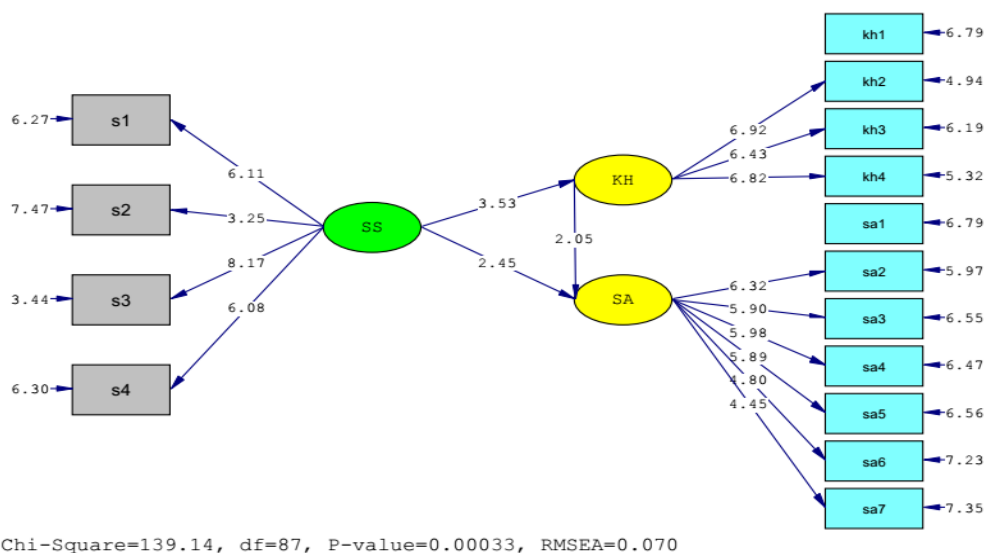 kh1
6.79
kh2
4.94
s1
6.27
kh3
6.19
6.92
6.43
6.11
KH
kh4
6.82
5.32
s2
7.47
3.53
SS
3.25
sa1
6.79
2.05
8.17
2.45
sa2
5.97
6.32
s3
3.44
SA
5.90
sa3
6.55
6.08
5.98
sa4
6.47
5.89
s4
6.30
4.80
4.45
sa5
6.56
sa6
7.23
sa7
7.35
Chi-Square=139.14, df=87, P-value=0.00033, RMSEA=0.070